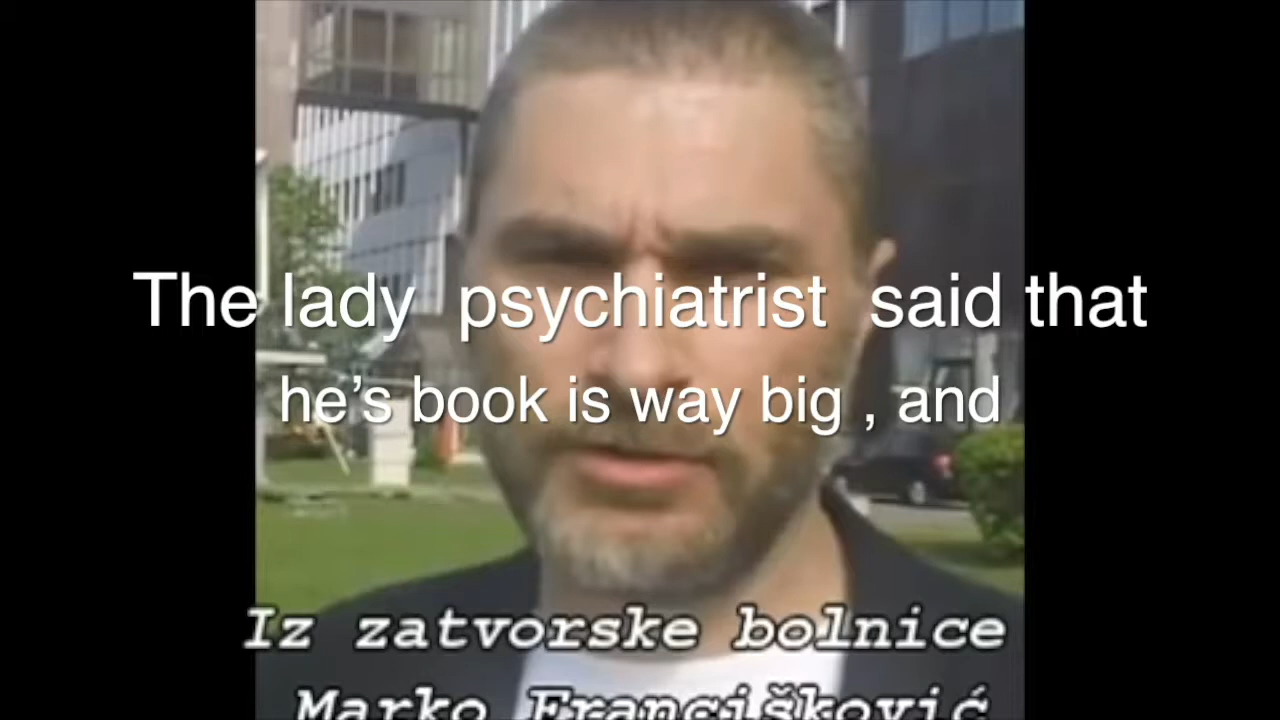 The lady psychiatrist said that
he’s book is way big , and
Iz zatvorske bolnice
Marko Francišković